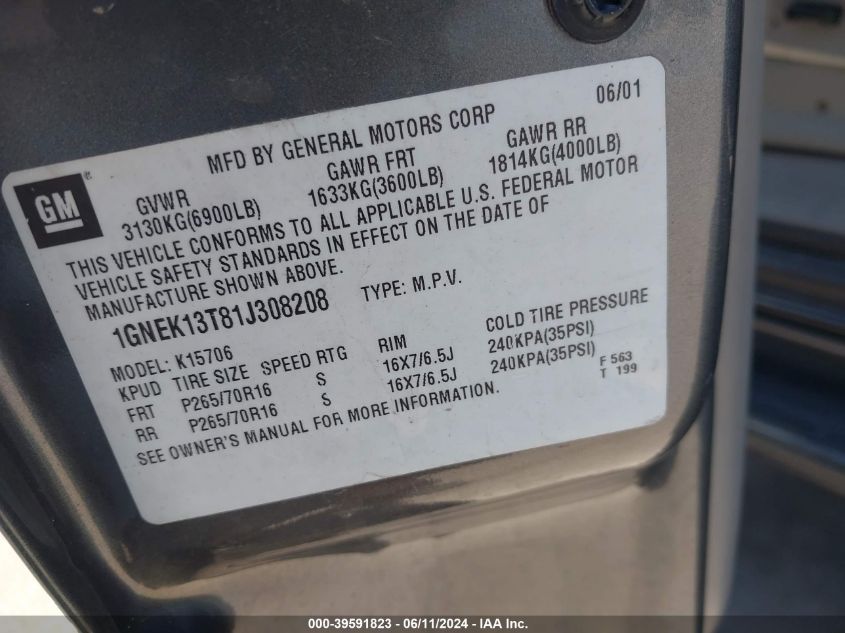 06/01
MFD BY GENERAL MOTORS CORP
GM®
GVWR GAWR FRT GAWR RR
3130KG(6900LB) 1633KG(3600LB) 1814KG(4000LB)
THIS VEHICLE CONFORMS TO ALL APPLICABLE U.S. FEDERAL MOTOR
VEHICLE SAFETY STANDARDS IN EFFECT ON THE DATE OF
MANUFACTURE SHOWN ABOVE.
1GNEK13T81J308208 TYPE: M.P.V.
MODEL: K15706
KPUD TIRE SIZE SPEED RTG RIM COLD TIRE PRESSURE
FRT P265/70R16 S 16X7/6.5J 240KPA(35PSI)
RR P265/70R16 S 16X7/6.5J 240KPA(35PSI)
F 563
T 199
SEE OWNER'S MANUAL FOR MORE INFORMATION.
000-39591823 - 06/11/2024 - IAA Inc.